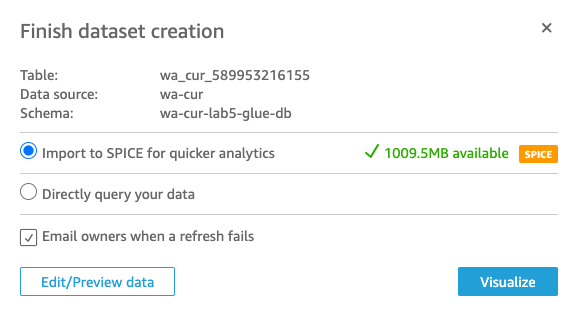 Finish dataset creation
Table: wa_cur_589953216155
Data source: wa-cur
Schema: wa-cur-lab5-glue-db
Import to SPICE for quicker analytics 1009.5MB available SPICE
Directly query your data
Email owners when a refresh fails
Edit/Preview data Visualize